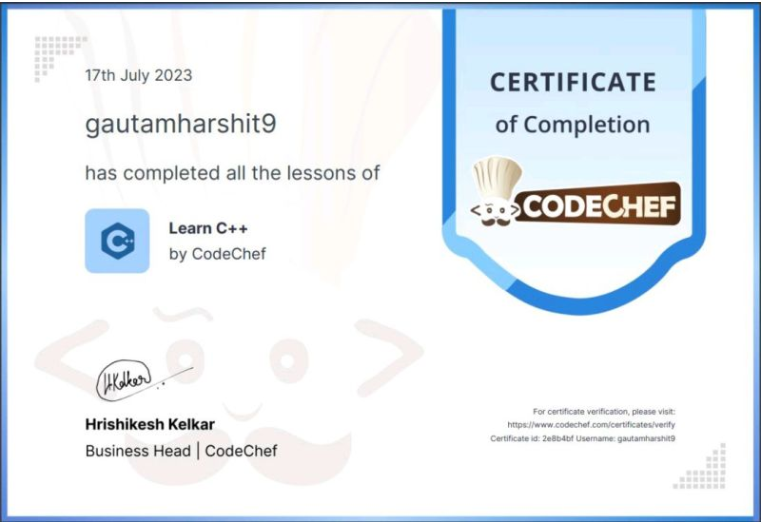 17th July 2023
gautamharshit9
has completed all the lessons of
Learn C++
by CodeChef
CERTIFICATE
of Completion
CODECHEF
HKelkar
Hrishikesh Kelkar
Business Head | CodeChef
For certificate verification, please visit:
https://www.codechef.com/certificates/verify
Certificate id: 2e8b4bf Username: gautamharshit9